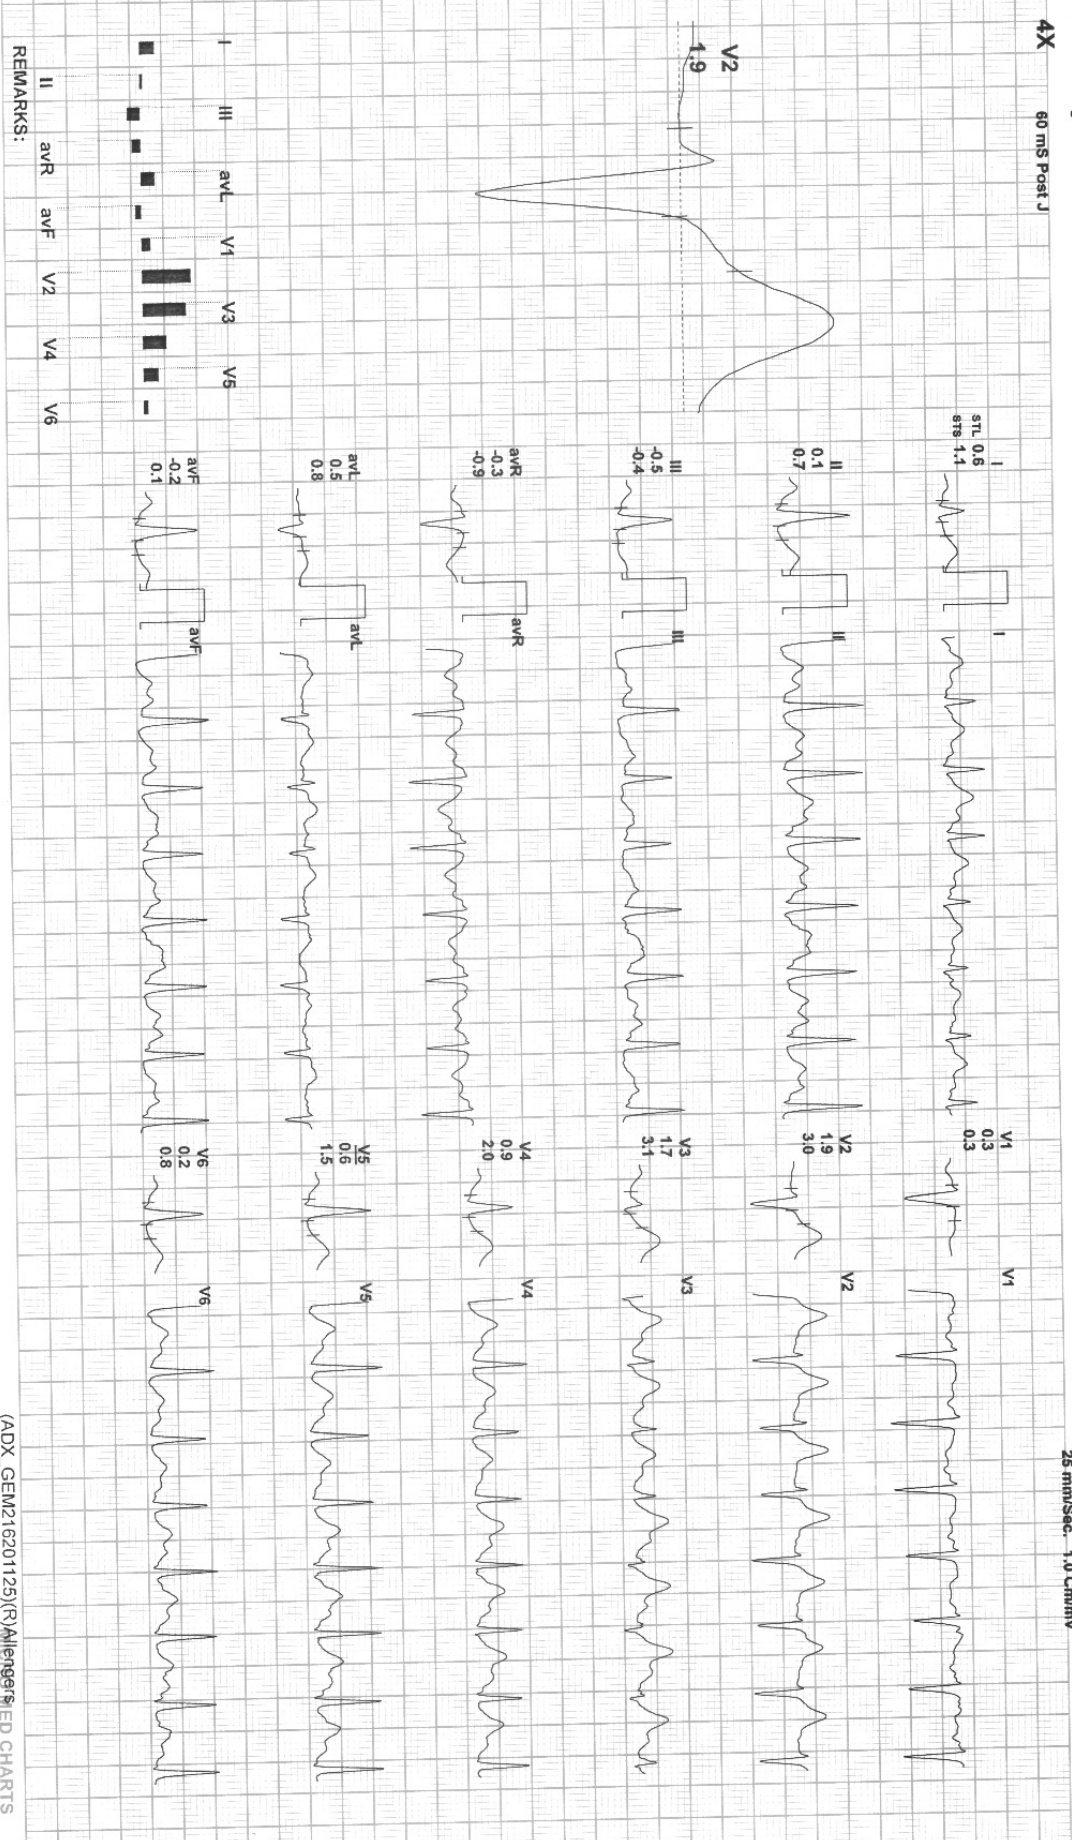 4X
60 mS Post J
25 mm/Sec. 1.0 Cm/mV
V2
1.9
I
STL 0.6
STS 1.1
I
V1
0.3
0.3
V1
II
0.1
0.7
II
V2
1.9
3.0
V2
III
-0.5
-0.4
III
V3
1.7
3.1
V3
avR
-0.3
-0.9
avR
V4
0.9
2.0
V4
avL
0.5
0.8
avL
V5
0.6
1.5
V5
avF
-0.2
0.1
avF
V6
0.2
0.8
V6
I III avL V1 V3 V5
II avR avF V2 V4 V6
REMARKS:
(ADX_GEM216201125)(R)Allengers
MED CHARTS